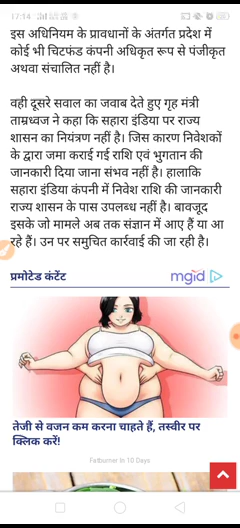 17:14
इस अधिनियम के प्रावधानों के अंतर्गत प्रदेश में
कोई भी चिटफंड कंपनी अधिकृत रूप से पंजीकृत
अथवा संचालित नहीं है।
वही दूसरे सवाल का जवाब देते हुए गृह मंत्री
ताम्रध्वज ने कहा कि सहारा इंडिया पर राज्य
शासन का नियंत्रण नहीं है। जिस कारण निवेशकों
के द्वारा जमा कराई गई राशि एवं भुगतान की
जानकारी दिया जाना संभव नहीं है। हालाकि
सहारा इंडिया कंपनी में निवेश राशि की जानकारी
राज्य शासन के पास उपलब्ध नहीं है। बावजूद
इसके जो मामले अब तक संज्ञान में आए हैं या आ
रहे हैं। उन पर समुचित कार्रवाई की जा रही है।
प्रमोटेड कंटेंट
mgid
तेजी से वजन कम करना चाहते हैं, तस्वीर पर
क्लिक करें!
Fatburner In 10 Days